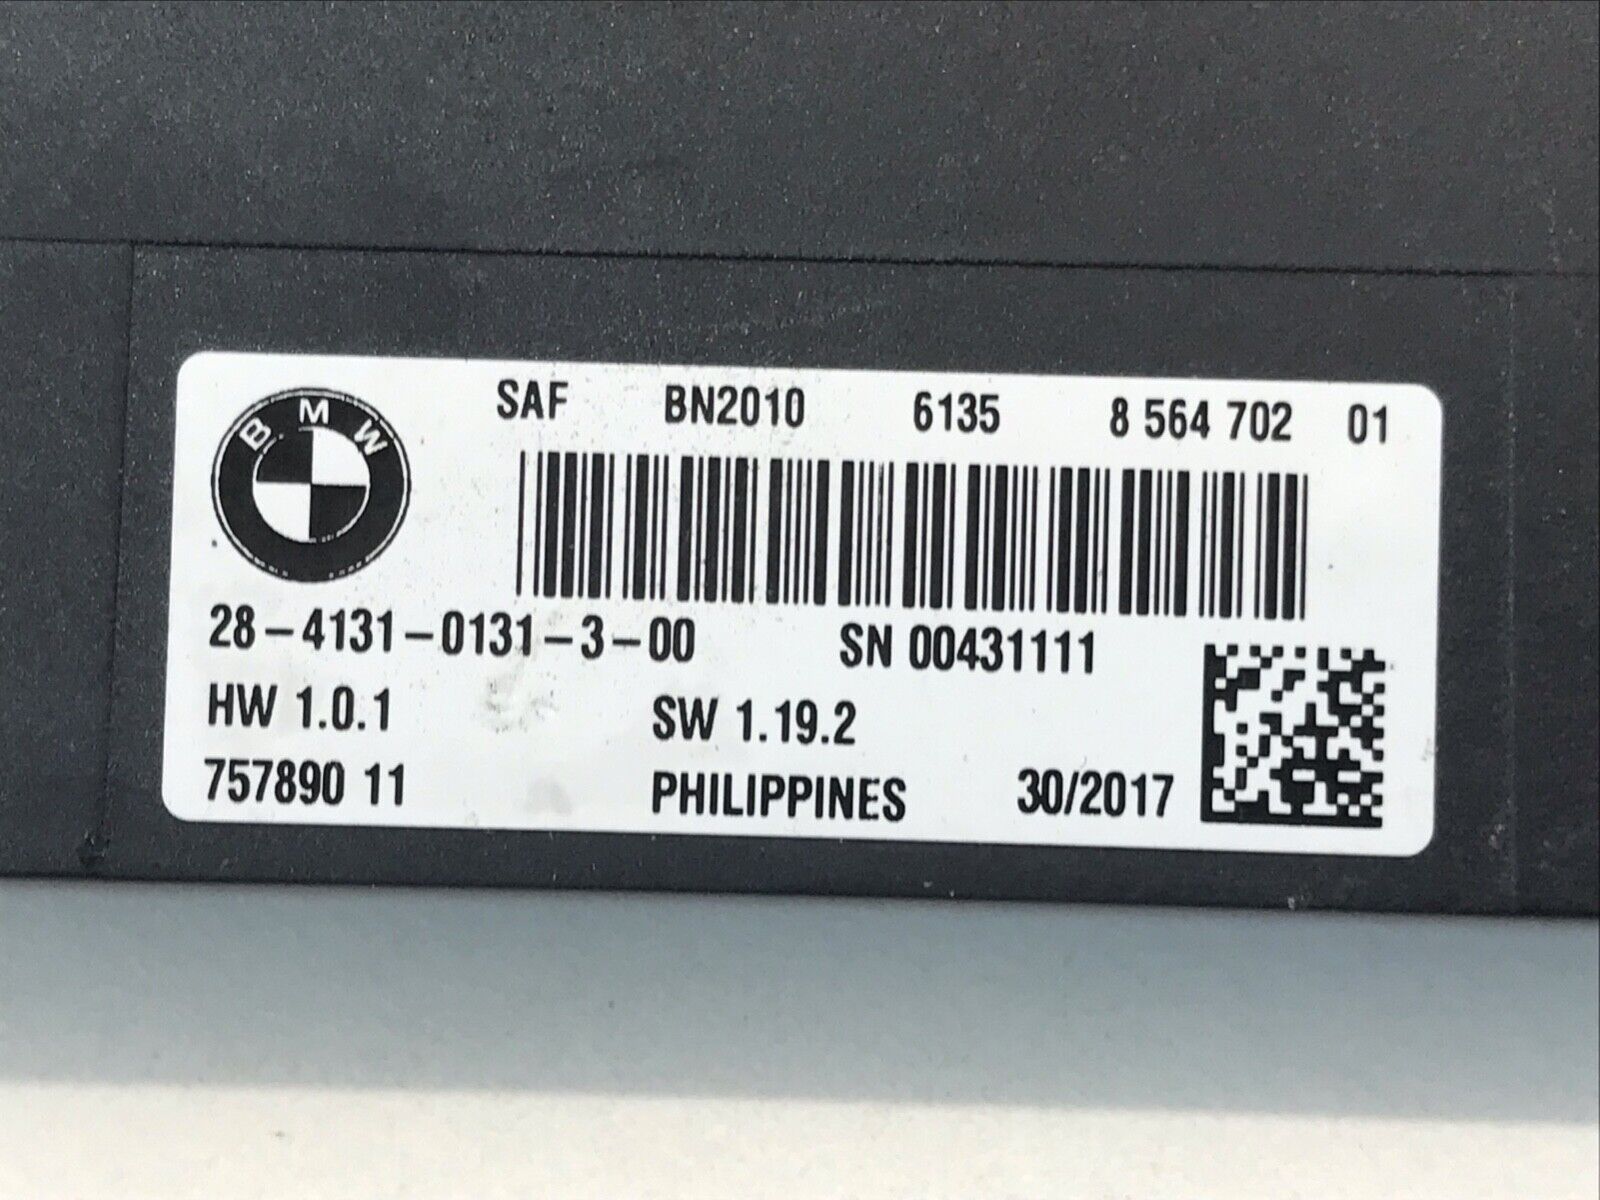 BMW
SAF BN2010 6135 8 564 702 01
28-4131-0131-3-00 SN 00431111
HW 1.0.1 SW 1.19.2
757890 11 PHILIPPINES 30/2017